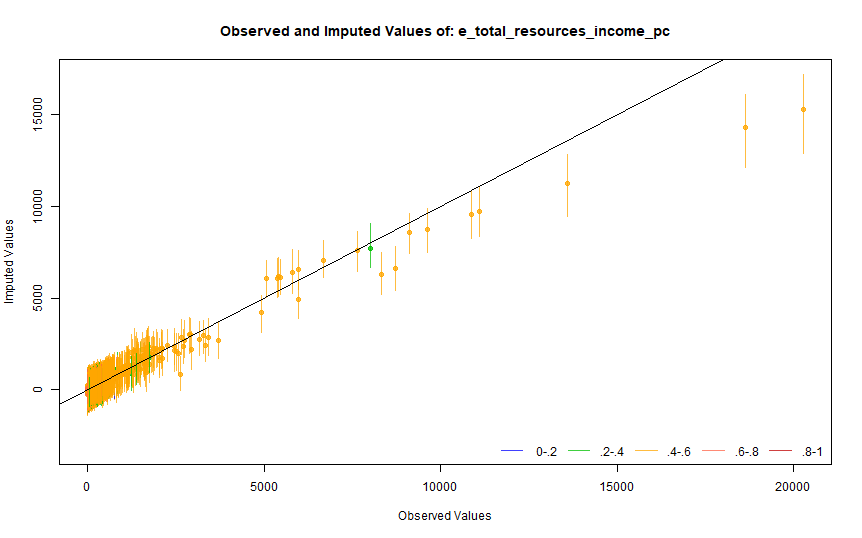 Observed and Imputed Values of: e_total_resources_income_pc
Imputed Values
15000
10000
5000
0
0-.2 .2-.4 .4-.6 .6-.8 .8-1
0 5000 10000 15000 20000
Observed Values